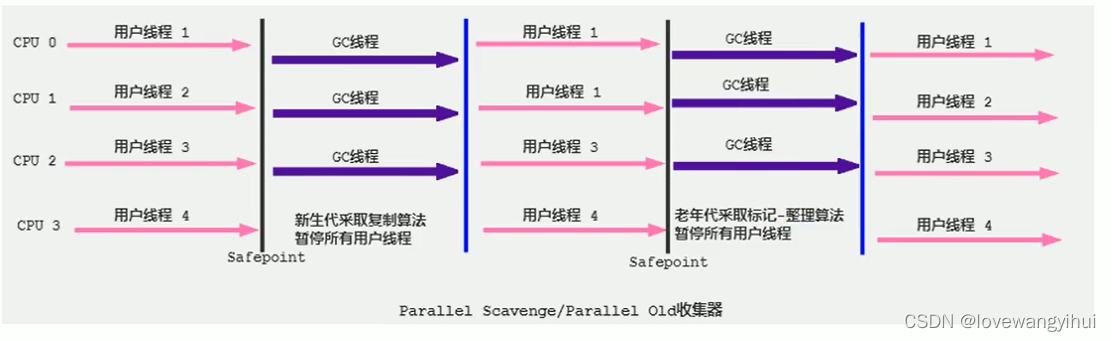 CPU 0 用户线程 1 GC线程 用户线程 1 GC线程 用户线程 1
CPU 1 用户线程 2 GC线程 用户线程 1 GC线程 用户线程 2
CPU 2 用户线程 3 GC线程 用户线程 3 GC线程 用户线程 3
CPU 3 用户线程 4 用户线程 4 用户线程 4
新生代采取复制算法
暂停所有用户线程
老年代采取标记-整理算法
暂停所有用户线程
Safepoint Safepoint
Parallel Scavenge/Parallel Old收集器
CSDN @lovewangyihui